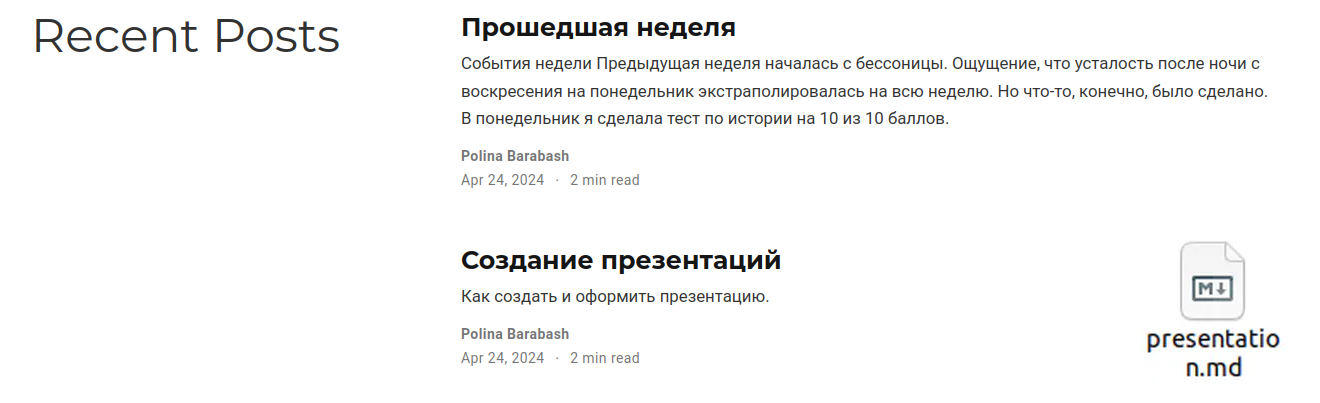 Recent Posts
Прошедшая неделя
События недели Предыдущая неделя началась с бессоницы. Ощущение, что усталость после ночи с
воскресения на понедельник экстраполировалась на всю неделю. Но что-то, конечно, было сделано.
В понедельник я сделала тест по истории на 10 из 10 баллов.
Polina Barabash
Apr 24, 2024 · 2 min read
Создание презентаций
Как создать и оформить презентацию.
Polina Barabash
Apr 24, 2024 · 2 min read
M
presentatio
n.md